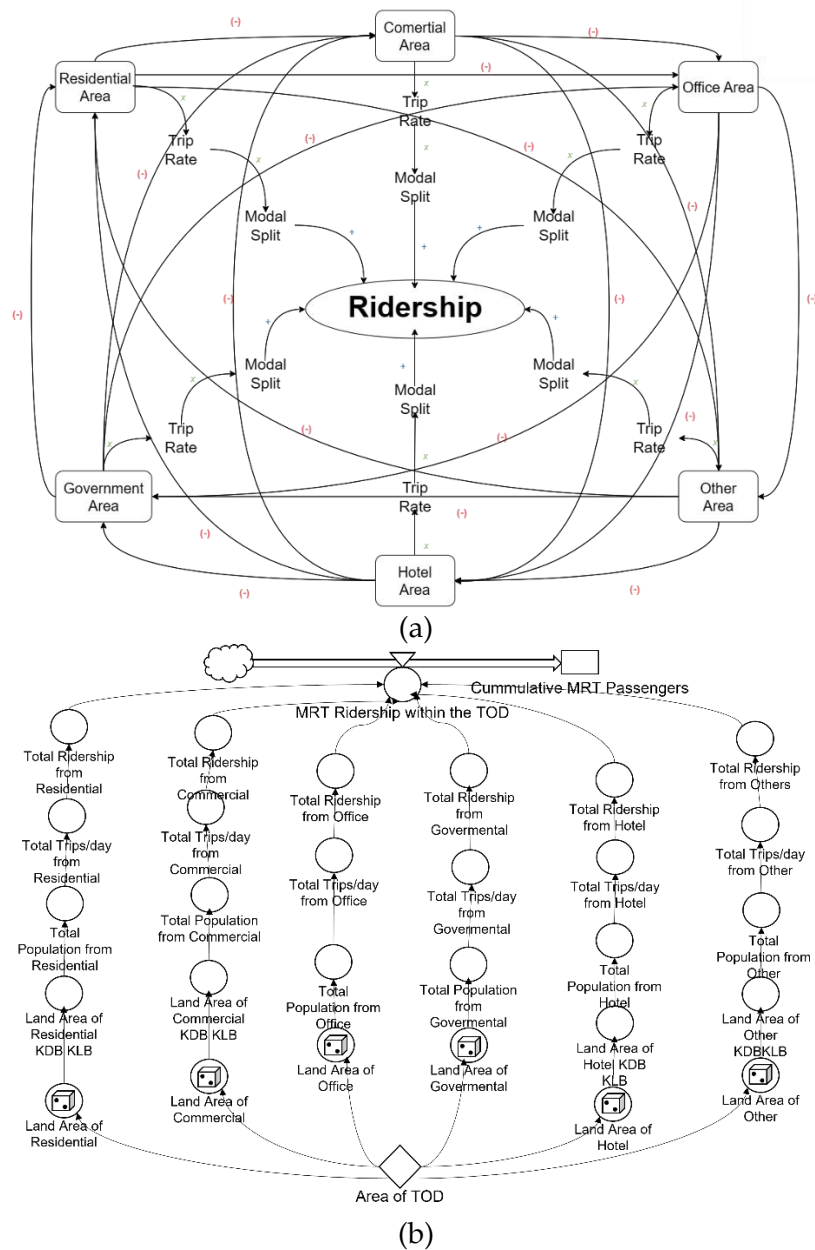 (-)
Comertial
Area
(-)
Residential
Area
(-)
Office Area
x
x
x
Trip
Rate
Trip
Rate
Trip
Rate
(-)
(-)
x
x
x
(-)
Modal
Split
(-)
Modal
Split
Modal
Split
+
+
+
(-)
(-)
(-)
(-)
Ridership
+
+
+
Modal
Split
Modal
Split
Modal
Split
x
x
(-)
Trip
Rate
Trip
Rate
(-)
(-)
x
x
x
Government
Area
Trip
Rate
Other
Area
(-)
(-)
x
Hotel
Area
(-)
(-)
(a)
Cummulative MRT Passengers
MRT Ridership within the TOD
Total Ridership
from
Residential
Total Ridership
from
Commercial
Total Ridership
from Office
Total Ridership
from
Govermental
Total Ridership
from Hotel
Total Ridership
from Others
Total Trips/day
from
Residential
Total Trips/day
from
Commercial
Total Trips/day
from Office
Total Trips/day
from
Govermental
Total Trips/day
from Hotel
Total Trips/day
from Other
Total
Population from
Residential
Total Population
from Commercial
Total
Population from
Office
Total Population
from
Govermental
Total
Population from
Hotel
Total
Population from
Other
Land Area of
Residential
KDB KLB
Land Area of
Commercial
KDB KLB
Land Area of
Hotel KDB
KLB
Land Area of
Other
KDBKLB
Land Area of
Residential
Land Area of
Commercial
Land Area of
Office
Land Area of
Govermental
Land Area of
Hotel
Land Area of
Other
Area of TOD
(b)